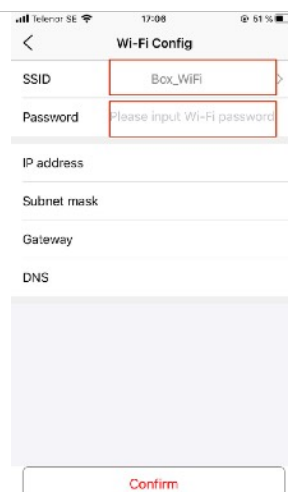 Telenor SE 17:06 61 %
Wi-Fi Config
SSID Box_WiFi
Password Please input Wi-Fi password
IP address
Subnet mask
Gateway
DNS
Confirm